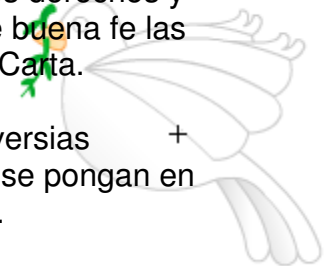 s derechos y
e buena fe las
Carta.
versias
se pongan en
.